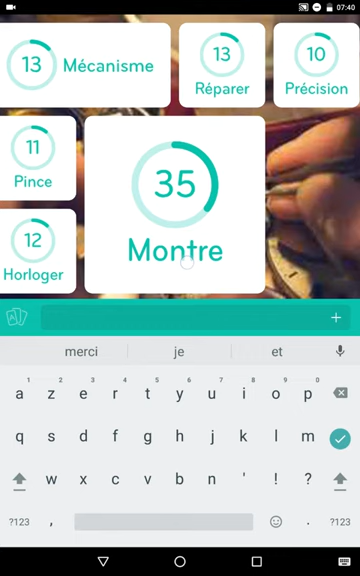 07:40
13 Mécanisme
13
Réparer
10
Précision
11
Pince
35
Montre
12
Horloger
A
+
merci je et
1 2 3 4 5 6 7 8 9 0
a z e r t y u i o p
q s d f g h j k l m
w x c v b n ' ! ?
?123 , . ?123